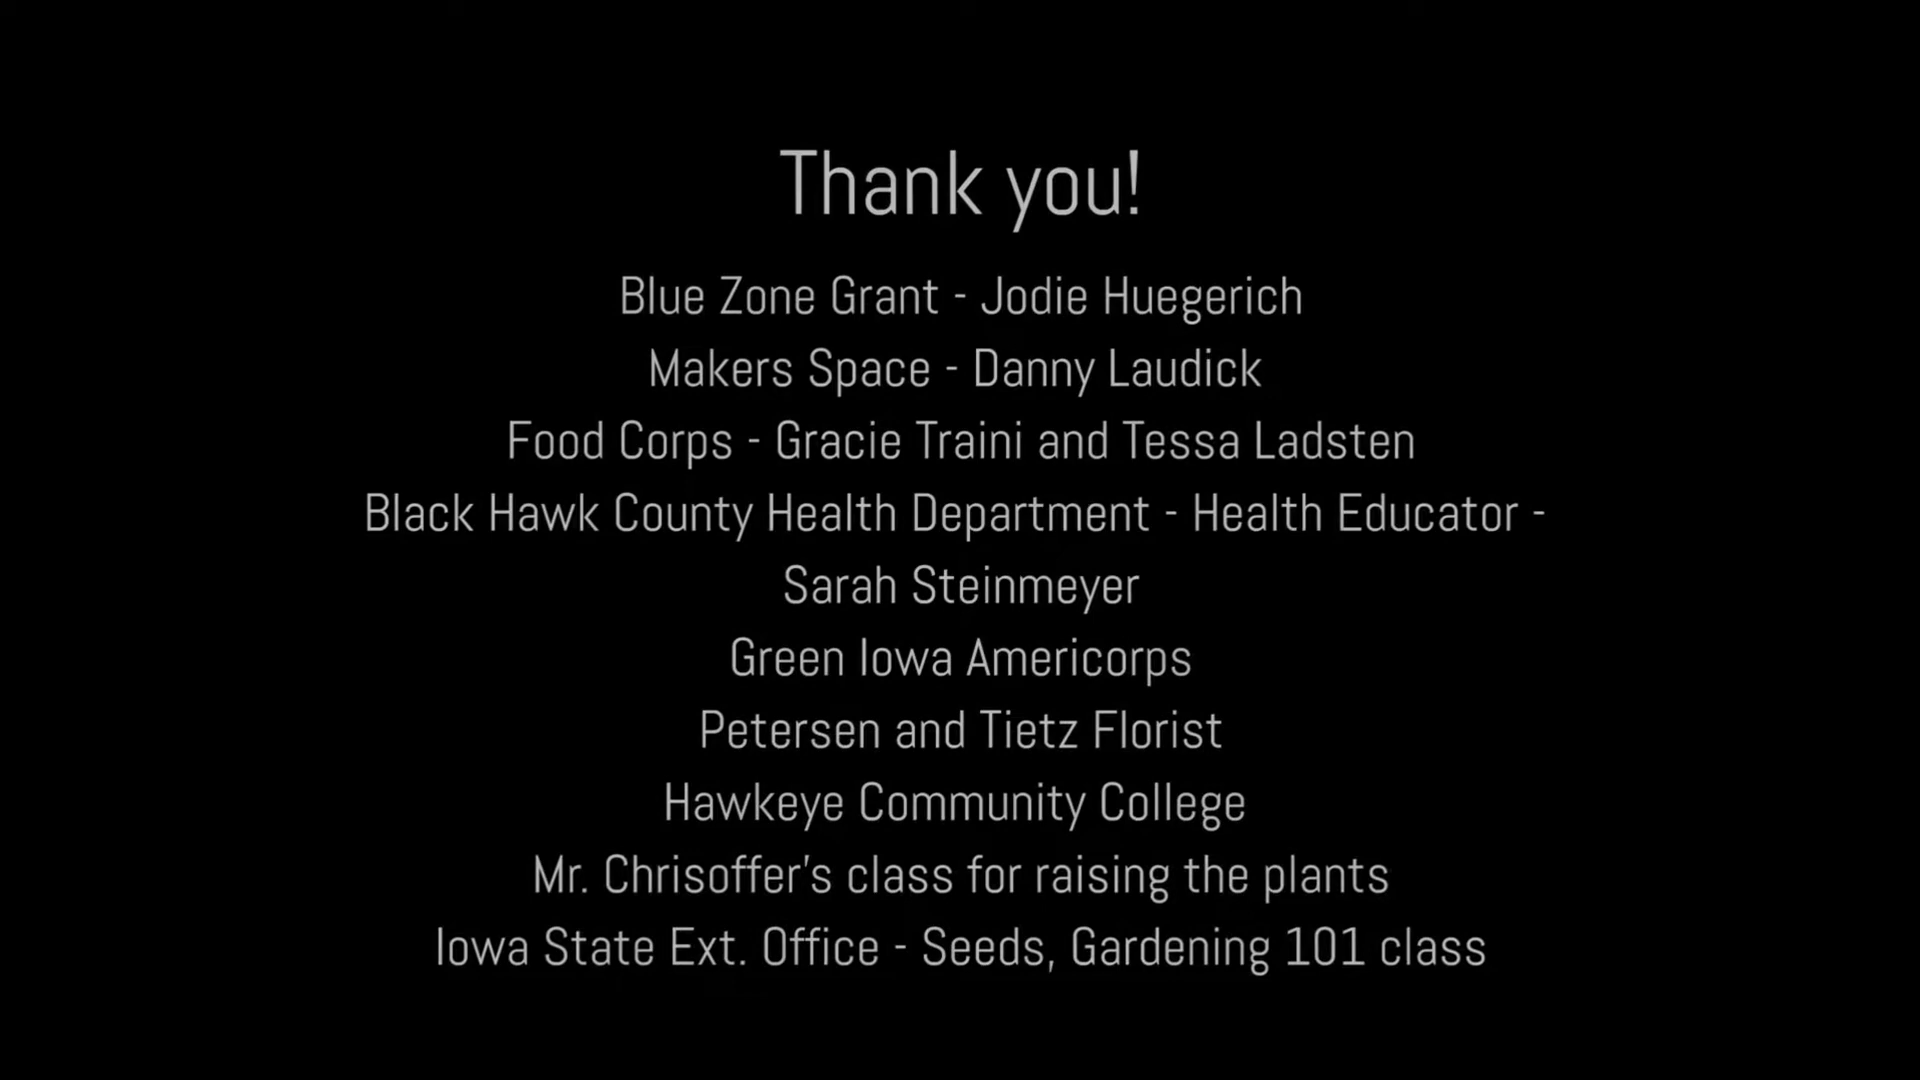 Thank you!
Blue Zone Grant - Jodie Huegerich
Makers Space - Danny Laudick
Food Corps - Gracie Traini and Tessa Ladsten
Black Hawk County Health Department - Health Educator -
Sarah Steinmeyer
Green Iowa Americorps
Petersen and Tietz Florist
Hawkeye Community College
Mr. Chrisoffer's class for raising the plants
Iowa State Ext. Office - Seeds, Gardening 101 class